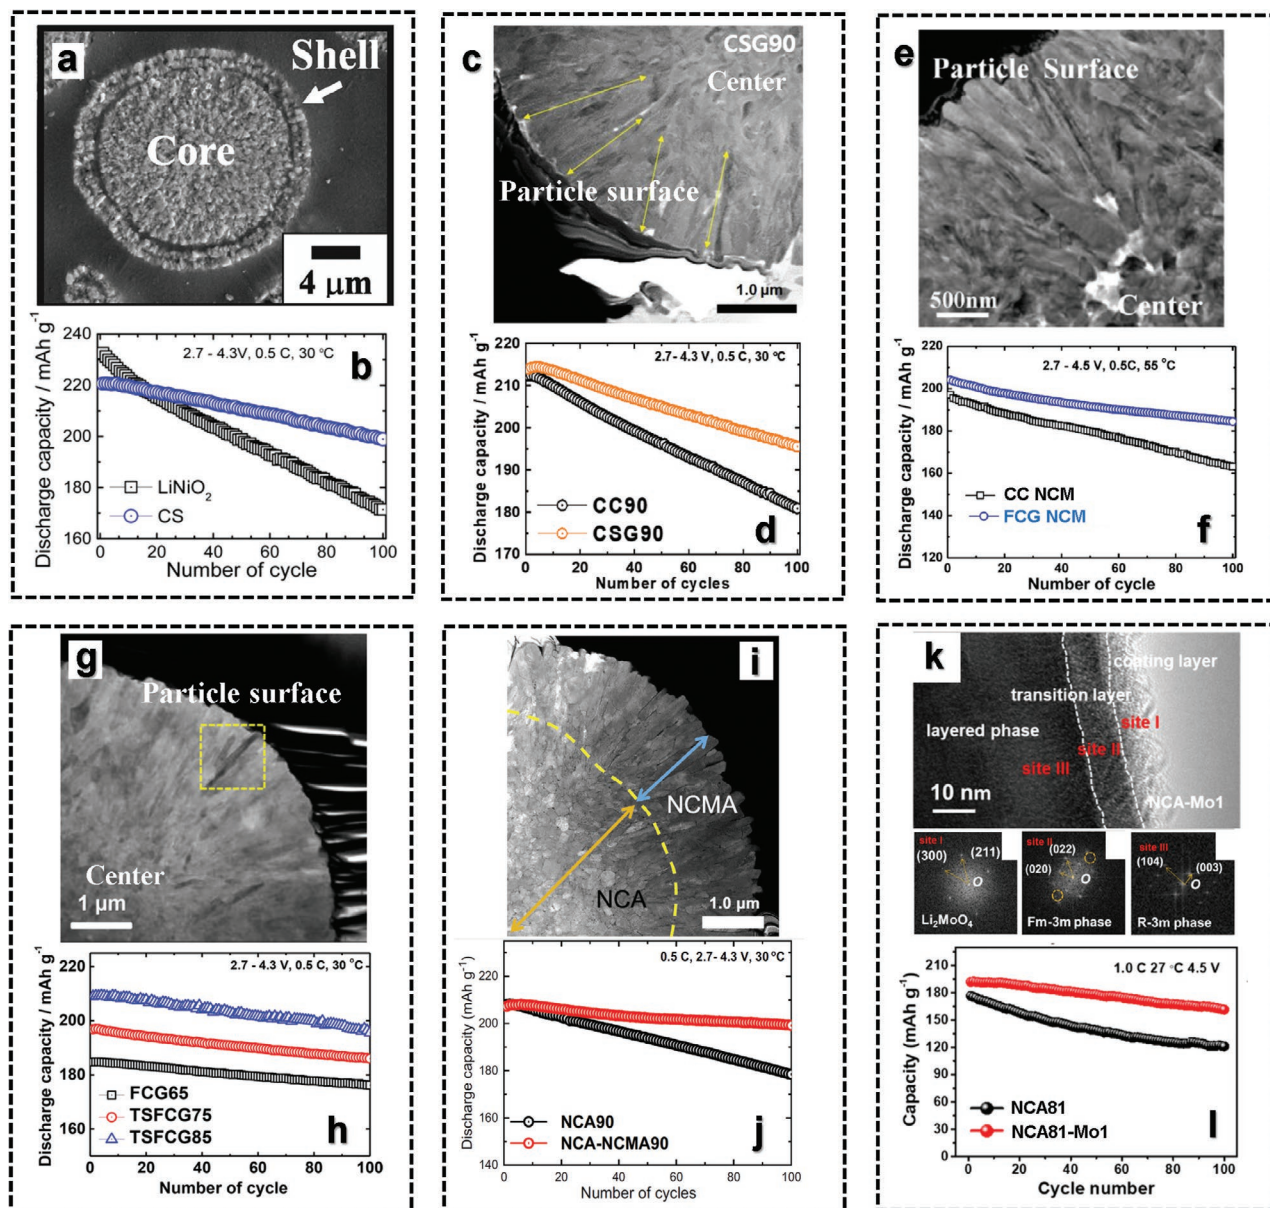 a
Shell
Core
4 μm
Discharge capacity / mAh g⁻¹
240
220
200
180
160
2.7 - 4.3V, 0.5 C, 30 ºC
b
LiNiO₂
CS
0 20 40 60 80 100
Number of cycle
c
CSG90
Center
Particle surface
1.0 μm
Discharge capacity / mAh g⁻¹
220
210
200
190
180
170
2.7-4.3 V, 0.5 C, 30 ºC
CC90
CSG90
d
0 20 40 60 80 100
Number of cycles
e
Particle Surface
500nm
Center
Discharge capacity / mAh g⁻¹
220
200
180
160
140
120
2.7 - 4.5 V, 0.5C, 55 °C
CC NCM
FCG NCM
f
0 20 40 60 80 100
Number of cycle
g
Particle surface
Center
1 μm
Discharge capacity / mAh g⁻¹
220
200
180
160
2.7 - 4.3 V, 0.5 C, 30 °C
FCG65
TSFCG75
TSFCG85
h
0 20 40 60 80 100
Number of cycle
i
NCMA
NCA
1.0 μm
Discharge capacity (mAh g⁻¹)
220
200
180
160
140
0.5 C, 2.7- 4.3 V, 30°C
NCA90
NCA-NCMA90
j
0 20 40 60 80 100
Number of cycles
k
coating layer
transition layer
layered phase
site I
site II
site III
10 nm
NCA-Mo1
site I
(300) (211)
O
Li₂MoO₄
site II
(022)
(020)
O
Fm-3m phase
site III
(104) (003)
O
R-3m phase
Capacity (mAh g⁻¹)
210
180
150
120
90
60
30
0
1.0 C 27 °C 4.5 V
NCA81
NCA81-Mo1
l
0 20 40 60 80 100
Cycle number